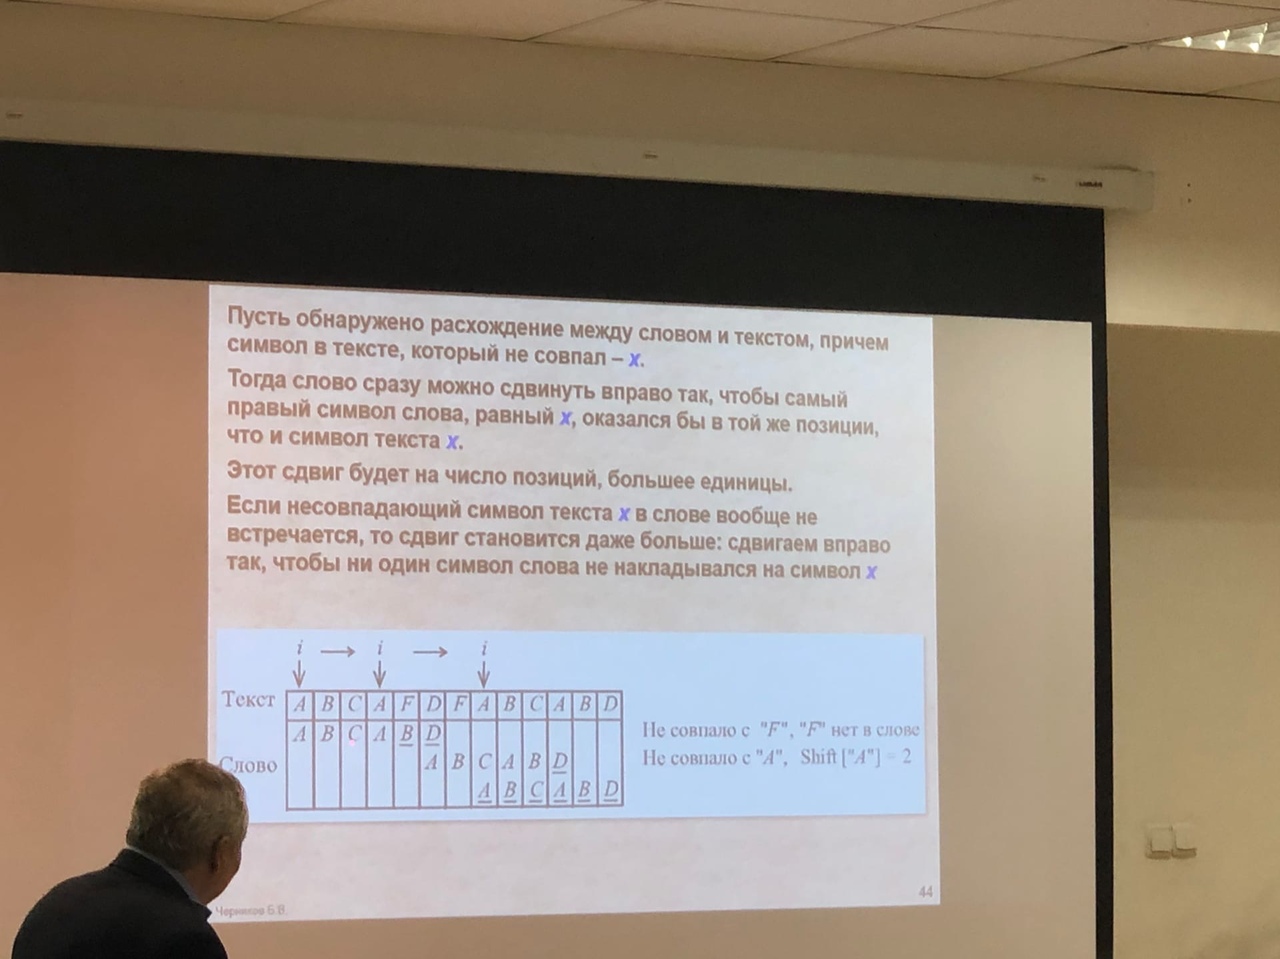 Пусть обнаружено расхождение между словом и текстом, причем
символ в тексте, который не совпал – x.
Тогда слово сразу можно сдвинуть вправо так, чтобы самый
правый символ слова, равный x, оказался бы в той же позиции,
что и символ текста x.
Этот сдвиг будет на число позиций, большее единицы.
Если несовпадающий символ текста x в слове вообще не
встречается, то сдвиг становится даже больше: сдвигаем вправо
так, чтобы ни один символ слова не накладывался на символ x
i → i → i
Текст A B C A F D F A B C A B D
A B C A B D
Слово A B C A B D
A B C A B D
Не совпало с "F", "F" нет в слове
Не совпало с "A", Shift ["A"] = 2
Черников Б.В.
44